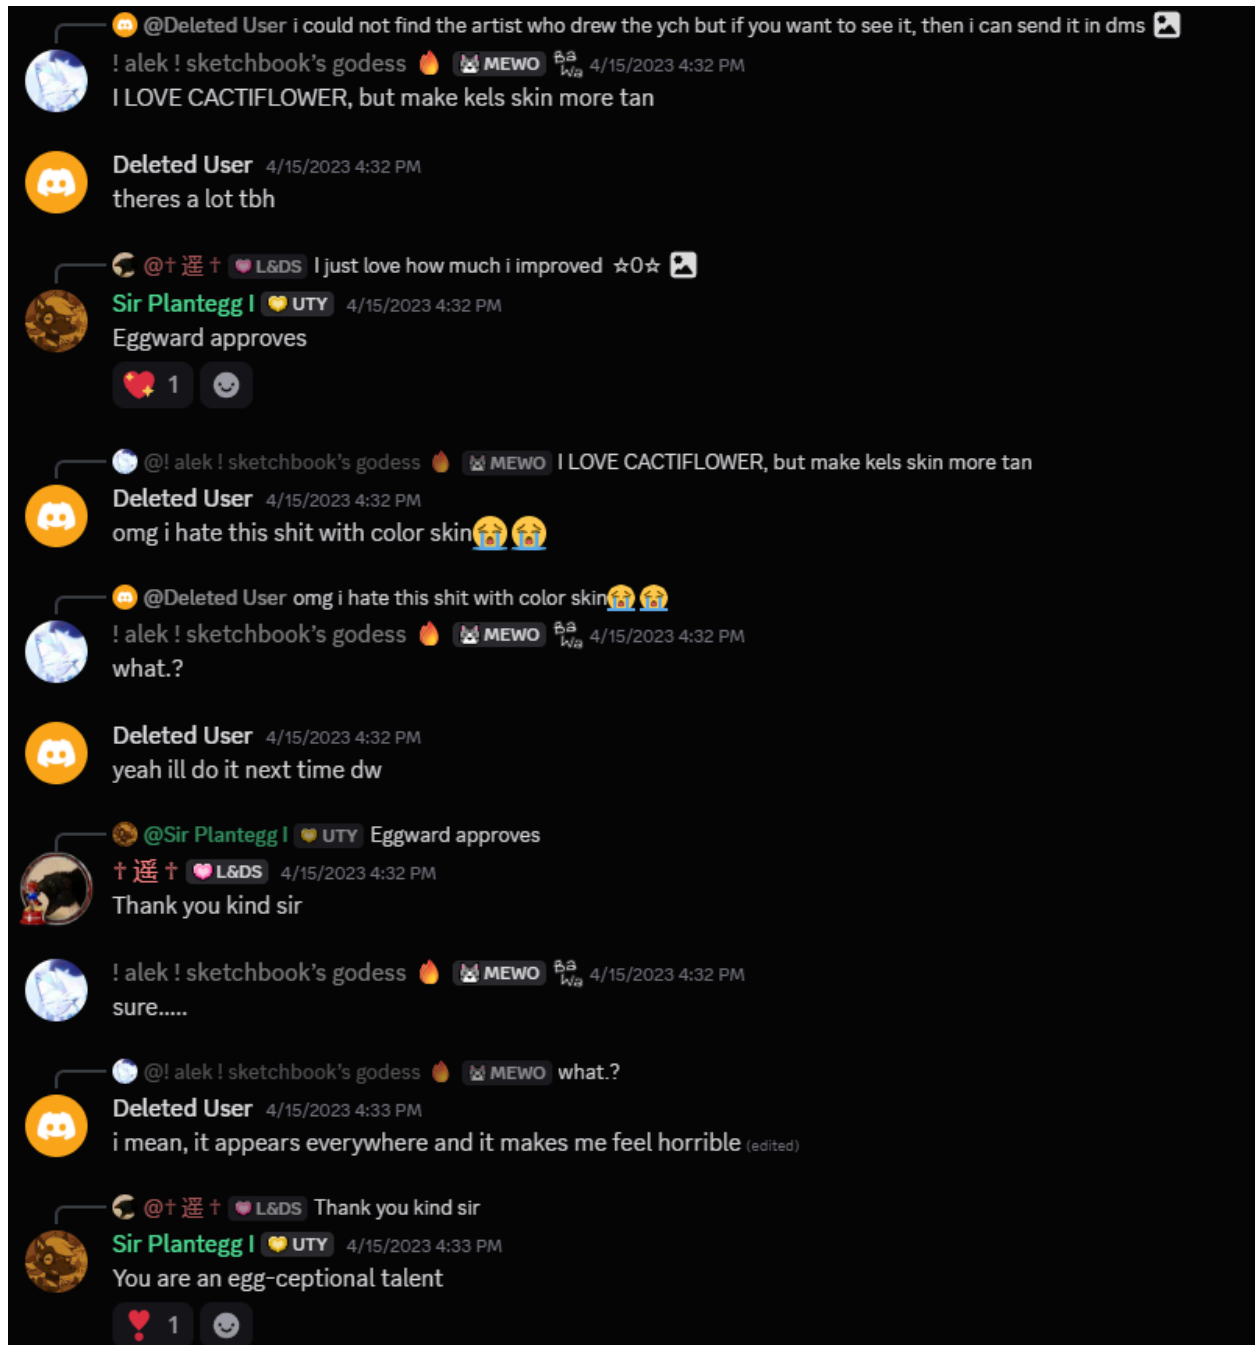 @Deleted User i could not find the artist who drew the ych but if you want to see it, then i can send it in dms
! alek ! sketchbook's godess 🔥 MEWO Ba Wa 4/15/2023 4:32 PM
I LOVE CACTIFLOWER, but make kels skin more tan
Deleted User 4/15/2023 4:32 PM
theres a lot tbh
@† 遥 † L&DS I just love how much i improved ☆0☆
Sir Plantegg I UTY 4/15/2023 4:32 PM
Eggward approves
💖 1
@! alek ! sketchbook's godess 🔥 MEWO I LOVE CACTIFLOWER, but make kels skin more tan
Deleted User 4/15/2023 4:32 PM
omg i hate this shit with color skin😭😭
@Deleted User omg i hate this shit with color skin😭😭
! alek ! sketchbook's godess 🔥 MEWO Ba Wa 4/15/2023 4:32 PM
what.?
Deleted User 4/15/2023 4:32 PM
yeah ill do it next time dw
@Sir Plantegg I UTY Eggward approves
† 遥 † L&DS 4/15/2023 4:32 PM
Thank you kind sir
! alek ! sketchbook's godess 🔥 MEWO Ba Wa 4/15/2023 4:32 PM
sure.....
@! alek ! sketchbook's godess 🔥 MEWO what.?
Deleted User 4/15/2023 4:33 PM
i mean, it appears everywhere and it makes me feel horrible (edited)
@† 遥 † L&DS Thank you kind sir
Sir Plantegg I UTY 4/15/2023 4:33 PM
You are an egg-ceptional talent
❣ 1